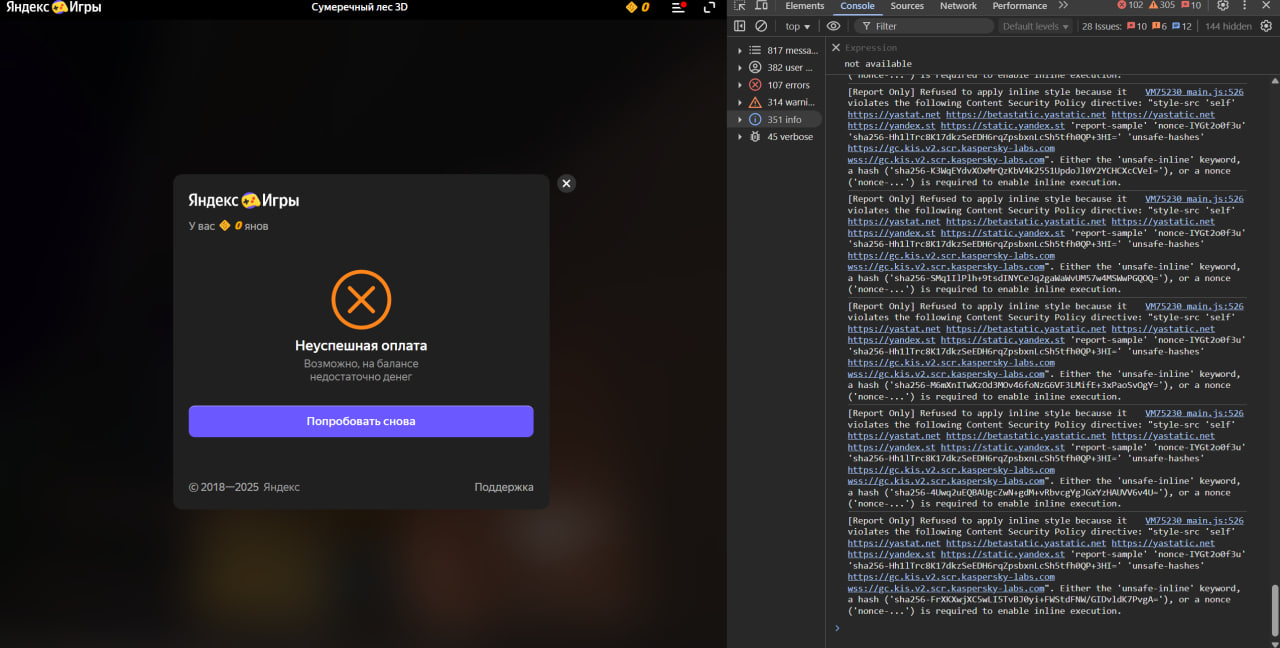 Яндекс Игры
Сумеречный лес 3D
0
Elements Console Sources Network Performance
102 305 10
top
Filter
Default levels
28 Issues: 10 6 12
144 hidden
817 messa...
382 user ...
107 errors
314 warni...
351 info
45 verbose
Expression
not available
('nonce-...') is required to enable inline execution.
[Report Only] Refused to apply inline style because it VM75230 main.js:526
violates the following Content Security Policy directive: "style-src 'self'
https://yastat.net https://betastatic.yastatic.net https://yastatic.net
https://yandex.st https://static.yandex.st 'report-sample' 'nonce-IYGt2o0f3u'
'sha256-Hh1lTrc8K17dkzSeEDH6rqZpsbxnLcSh5tfh0QP+3HI=' 'unsafe-hashes'
https://gc.kis.v2.scr.kaspersky-labs.com
wss://gc.kis.v2.scr.kaspersky-labs.com". Either the 'unsafe-inline' keyword,
a hash ('sha256-K3WqEYdvXOxMrQzKbV4k2551UpdoJl0Y2YCHCXcCVeI='), or a nonce
('nonce-...') is required to enable inline execution.
[Report Only] Refused to apply inline style because it VM75230 main.js:526
violates the following Content Security Policy directive: "style-src 'self'
https://yastat.net https://betastatic.yastatic.net https://yastatic.net
https://yandex.st https://static.yandex.st 'report-sample' 'nonce-IYGt2o0f3u'
'sha256-Hh1lTrc8K17dkzSeEDH6rqZpsbxnLcSh5tfh0QP+3HI=' 'unsafe-hashes'
https://gc.kis.v2.scr.kaspersky-labs.com
wss://gc.kis.v2.scr.kaspersky-labs.com". Either the 'unsafe-inline' keyword,
a hash ('sha256-SMq1IlPlh+9tsdINYCeJq2gaWaWvUM57w4MSWwPGQOQ='), or a nonce
('nonce-...') is required to enable inline execution.
[Report Only] Refused to apply inline style because it VM75230 main.js:526
violates the following Content Security Policy directive: "style-src 'self'
https://yastat.net https://betastatic.yastatic.net https://yastatic.net
https://yandex.st https://static.yandex.st 'report-sample' 'nonce-IYGt2o0f3u'
'sha256-Hh1lTrc8K17dkzSeEDH6rqZpsbxnLcSh5tfh0QP+3HI=' 'unsafe-hashes'
https://gc.kis.v2.scr.kaspersky-labs.com
wss://gc.kis.v2.scr.kaspersky-labs.com". Either the 'unsafe-inline' keyword,
a hash ('sha256-M6mXnITwXzOd3MOv46foNzG6VF3LMifE+3xPaoSvOgY='), or a nonce
('nonce-...') is required to enable inline execution.
[Report Only] Refused to apply inline style because it VM75230 main.js:526
violates the following Content Security Policy directive: "style-src 'self'
https://yastat.net https://betastatic.yastatic.net https://yastatic.net
https://yandex.st https://static.yandex.st 'report-sample' 'nonce-IYGt2o0f3u'
'sha256-Hh1lTrc8K17dkzSeEDH6rqZpsbxnLcSh5tfh0QP+3HI=' 'unsafe-hashes'
https://gc.kis.v2.scr.kaspersky-labs.com
wss://gc.kis.v2.scr.kaspersky-labs.com". Either the 'unsafe-inline' keyword,
a hash ('sha256-4Uwq2uEQBAUgcZwN+gdM+vRbvcgYgJGxYzHAUVV6v4U='), or a nonce
('nonce-...') is required to enable inline execution.
[Report Only] Refused to apply inline style because it VM75230 main.js:526
violates the following Content Security Policy directive: "style-src 'self'
https://yastat.net https://betastatic.yastatic.net https://yastatic.net
https://yandex.st https://static.yandex.st 'report-sample' 'nonce-IYGt2o0f3u'
'sha256-Hh1lTrc8K17dkzSeEDH6rqZpsbxnLcSh5tfh0QP+3HI=' 'unsafe-hashes'
https://gc.kis.v2.scr.kaspersky-labs.com
wss://gc.kis.v2.scr.kaspersky-labs.com". Either the 'unsafe-inline' keyword,
a hash ('sha256-FrXKXwjXC5wLI5TvBJ0yi+FWStdFNW/GIDvldK7PvgA='), or a nonce
('nonce-...') is required to enable inline execution.
Яндекс Игры
У вас 0 янов
Неуспешная оплата
Возможно, на балансе
недостаточно денег
Попробовать снова
© 2018—2025 Яндекс
Поддержка